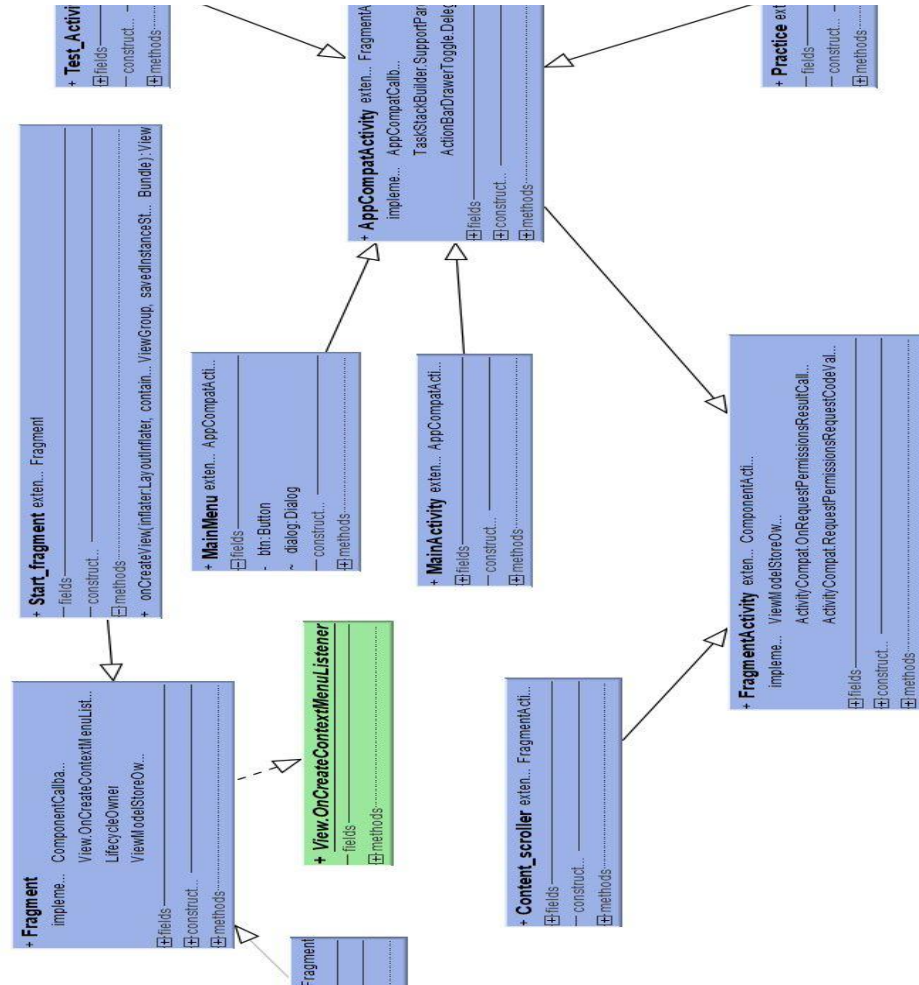 + Test_Activi
fields
construct...
methods
+ AppCompatActivity exten... FragmentA
impleme... AppCompatCallb...
TaskStackBuilder.SupportPar
ActionBarDrawerToggle.Deleg
fields
construct...
methods
+ Practice ext
fields
construct...
methods
+ Start_fragment exten... Fragment
fields
construct...
methods
+ onCreateView(inflater:LayoutInflater, contain... ViewGroup, savedInstanceSt... Bundle):View
+ MainMenu exten... AppCompatActi...
fields
- btn:Button
~ dialog:Dialog
construct...
methods
+ MainActivity exten... AppCompatActi...
fields
construct...
methods
+ FragmentActivity exten... ComponentActi...
impleme... ViewModelStoreOw...
ActivityCompat.OnRequestPermissionsResultCall...
ActivityCompat.RequestPermissionsRequestCodeVal...
fields
construct...
methods
+ Fragment
impleme... ComponentCallba...
View.OnCreateContextMenuList...
LifecycleOwner
ViewModelStoreOw...
fields
construct...
methods
+ View.OnCreateContextMenuListener
fields
methods
+ Content_scroller exten... FragmentActi...
fields
construct...
methods
Fragment